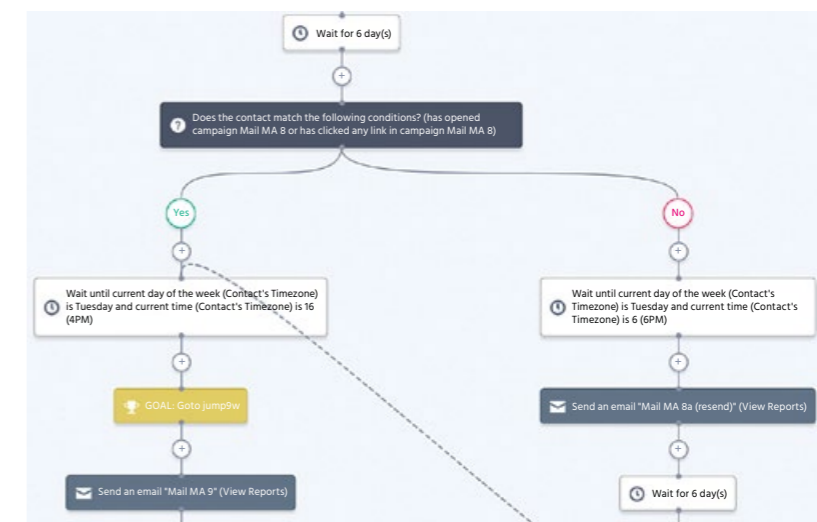 Wait for 6 day(s)
Does the contact match the following conditions? (has opened
campaign Mail MA 8 or has clicked any link in campaign Mail MA 8)
Yes
No
Wait until current day of the week (Contact's Timezone)
is Tuesday and current time (Contact's Timezone) is 16
(4PM)
Wait until current day of the week (Contact's
Timezone) is Tuesday and current time (Contact's
Timezone) is 6 (6PM)
GOAL: Goto jump9w
Send an email "Mail MA 8a (resend)" (View Reports)
Send an email "Mail MA 9" (View Reports)
Wait for 6 day(s)